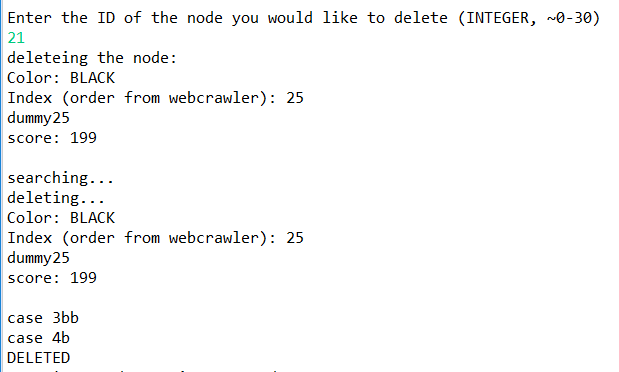 Enter the ID of the node you would like to delete (INTEGER, ~0-30)
21
deleteing the node:
Color: BLACK
Index (order from webcrawler): 25
dummy25
score: 199
searching...
deleting...
Color: BLACK
Index (order from webcrawler): 25
dummy25
score: 199
case 3bb
case 4b
DELETED